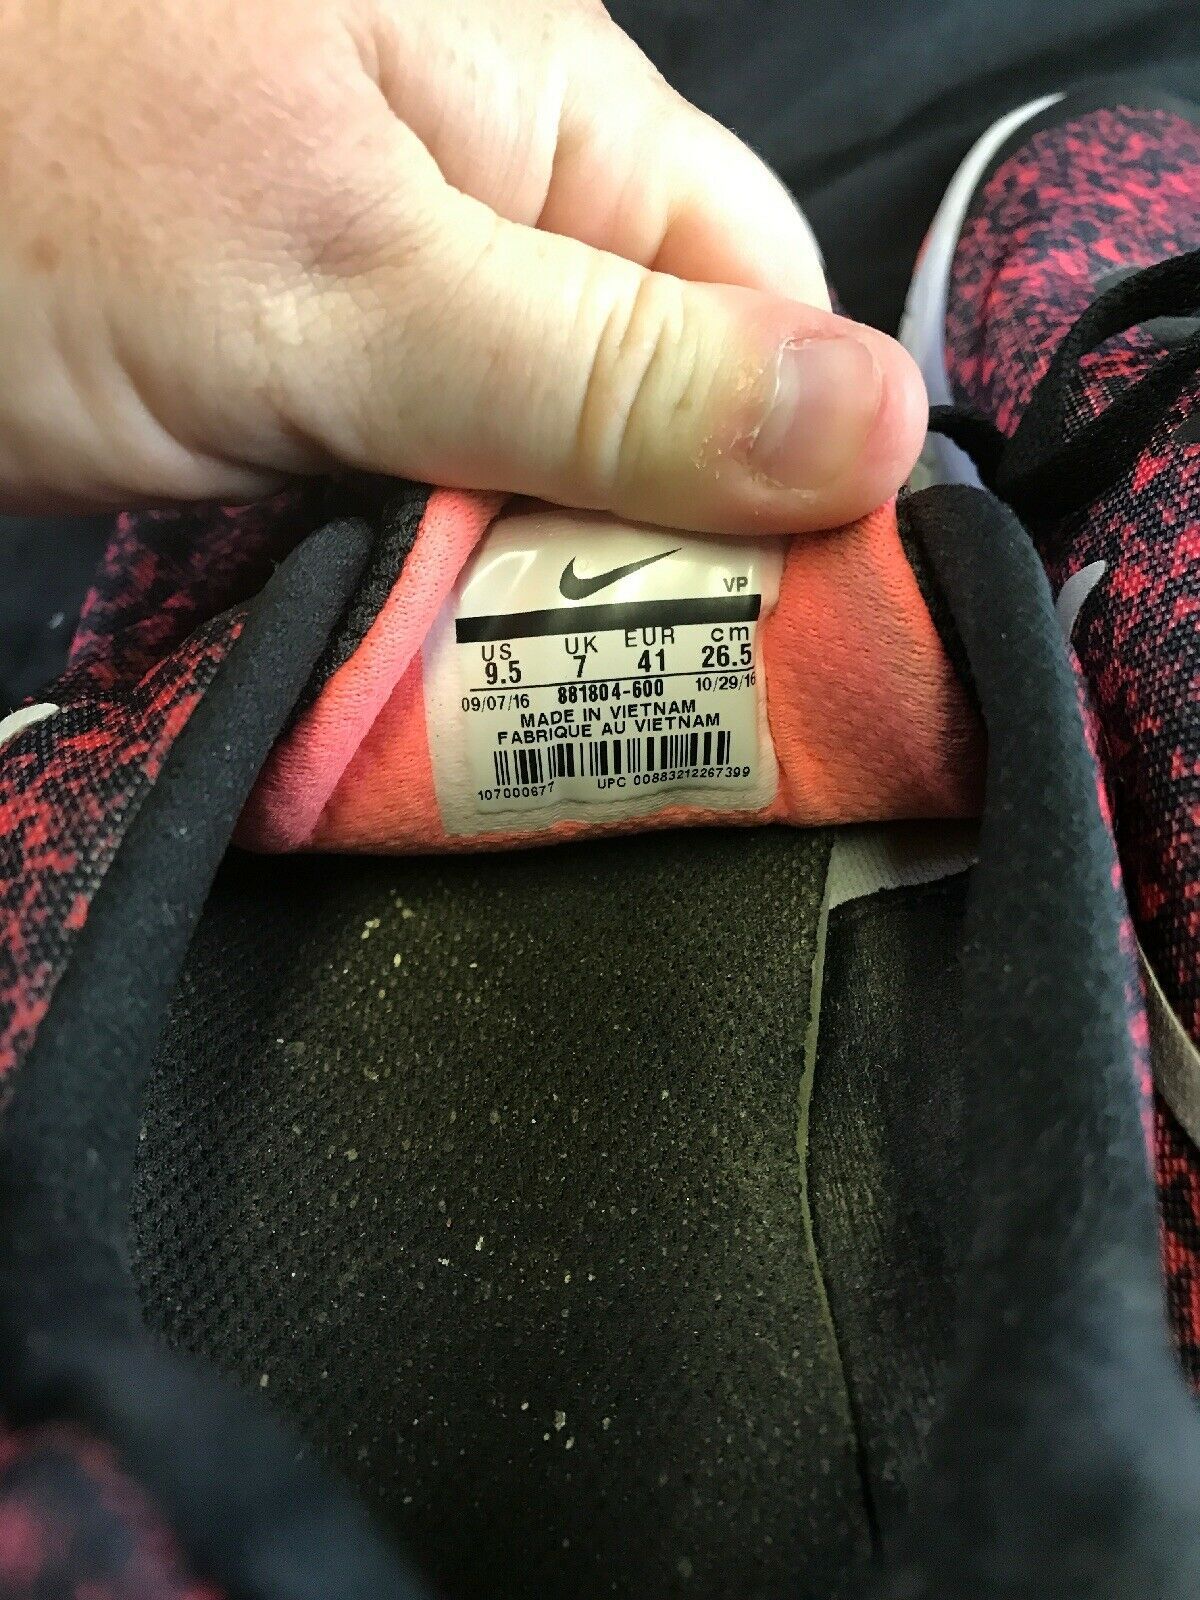 VP
US UK EUR cm
9.5 7 41 26.5
09/07/16 881804-600 10/29/16
MADE IN VIETNAM
FABRIQUE AU VIETNAM
107000677 UPC 00883212267399